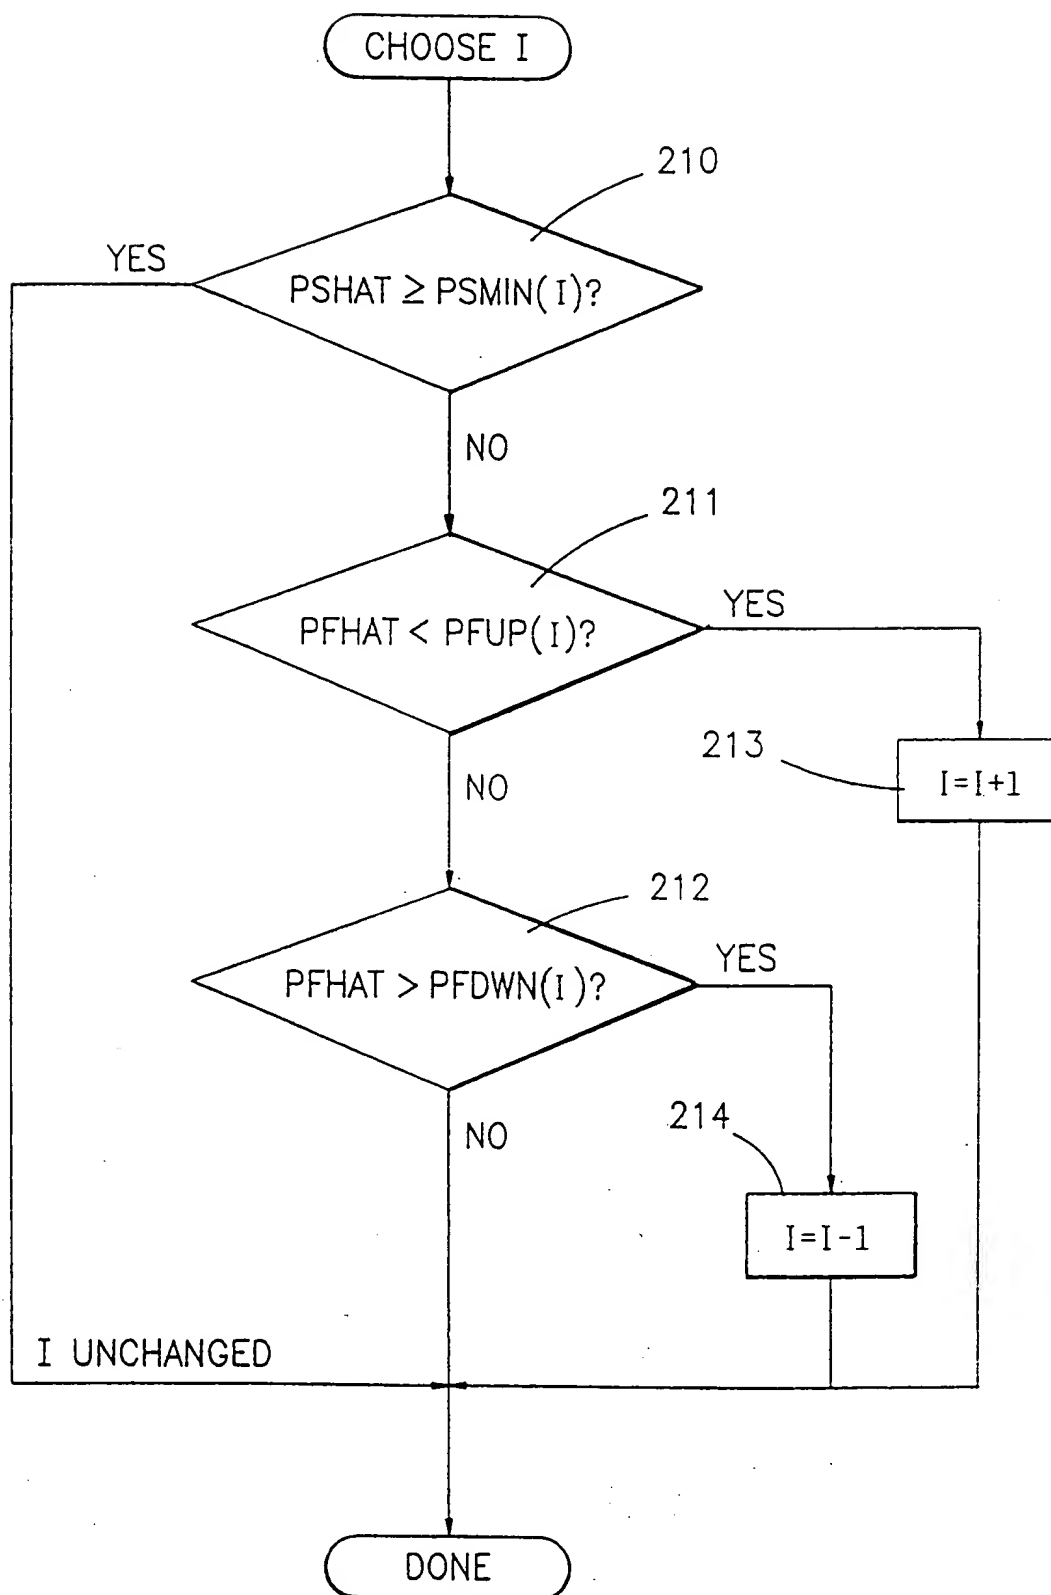 CHOOSE I
210
YES
PSHAT ≥ PSMIN(I)?
NO
211
YES
PFHAT < PFUP(I)?
213
I=I+1
NO
212
YES
PFHAT > PFDWN(I)?
214
NO
I=I-1
I UNCHANGED
DONE